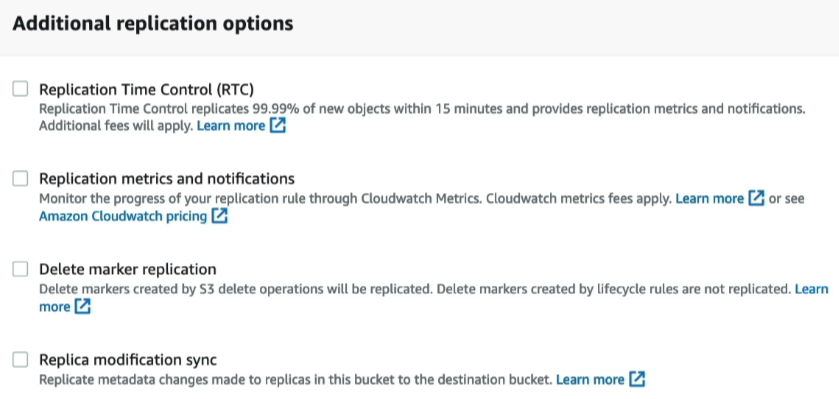 Additional replication options
Replication Time Control (RTC)
Replication Time Control replicates 99.99% of new objects within 15 minutes and provides replication metrics and notifications.
Additional fees will apply. Learn more
Replication metrics and notifications
Monitor the progress of your replication rule through Cloudwatch Metrics. Cloudwatch metrics fees apply. Learn more or see
Amazon Cloudwatch pricing
Delete marker replication
Delete markers created by S3 delete operations will be replicated. Delete markers created by lifecycle rules are not replicated. Learn
more
Replica modification sync
Replicate metadata changes made to replicas in this bucket to the destination bucket. Learn more